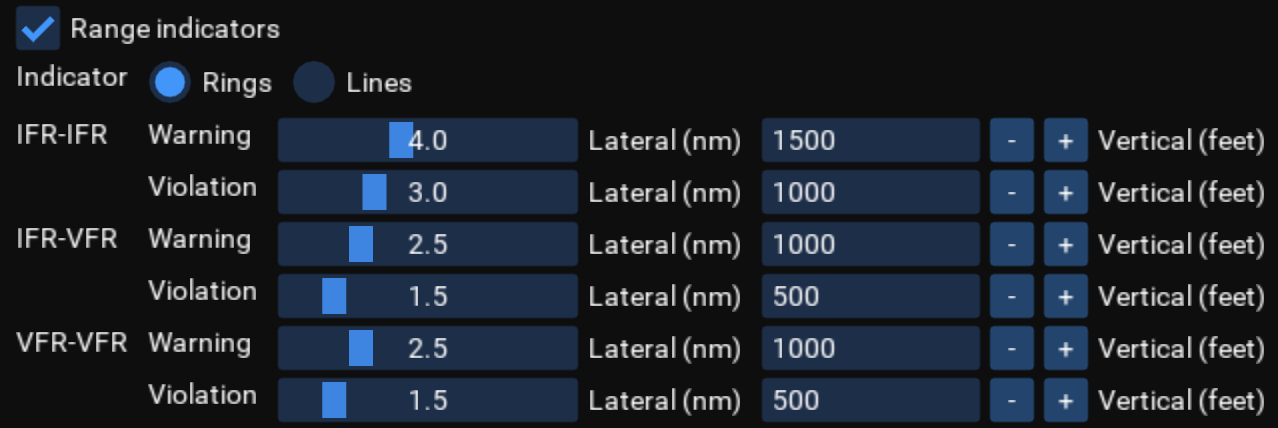 Range indicators
Indicator Rings Lines
IFR-IFR Warning 4.0 Lateral (nm) 1500 - + Vertical (feet)
Violation 3.0 Lateral (nm) 1000 - + Vertical (feet)
IFR-VFR Warning 2.5 Lateral (nm) 1000 - + Vertical (feet)
Violation 1.5 Lateral (nm) 500 - + Vertical (feet)
VFR-VFR Warning 2.5 Lateral (nm) 1000 - + Vertical (feet)
Violation 1.5 Lateral (nm) 500 - + Vertical (feet)